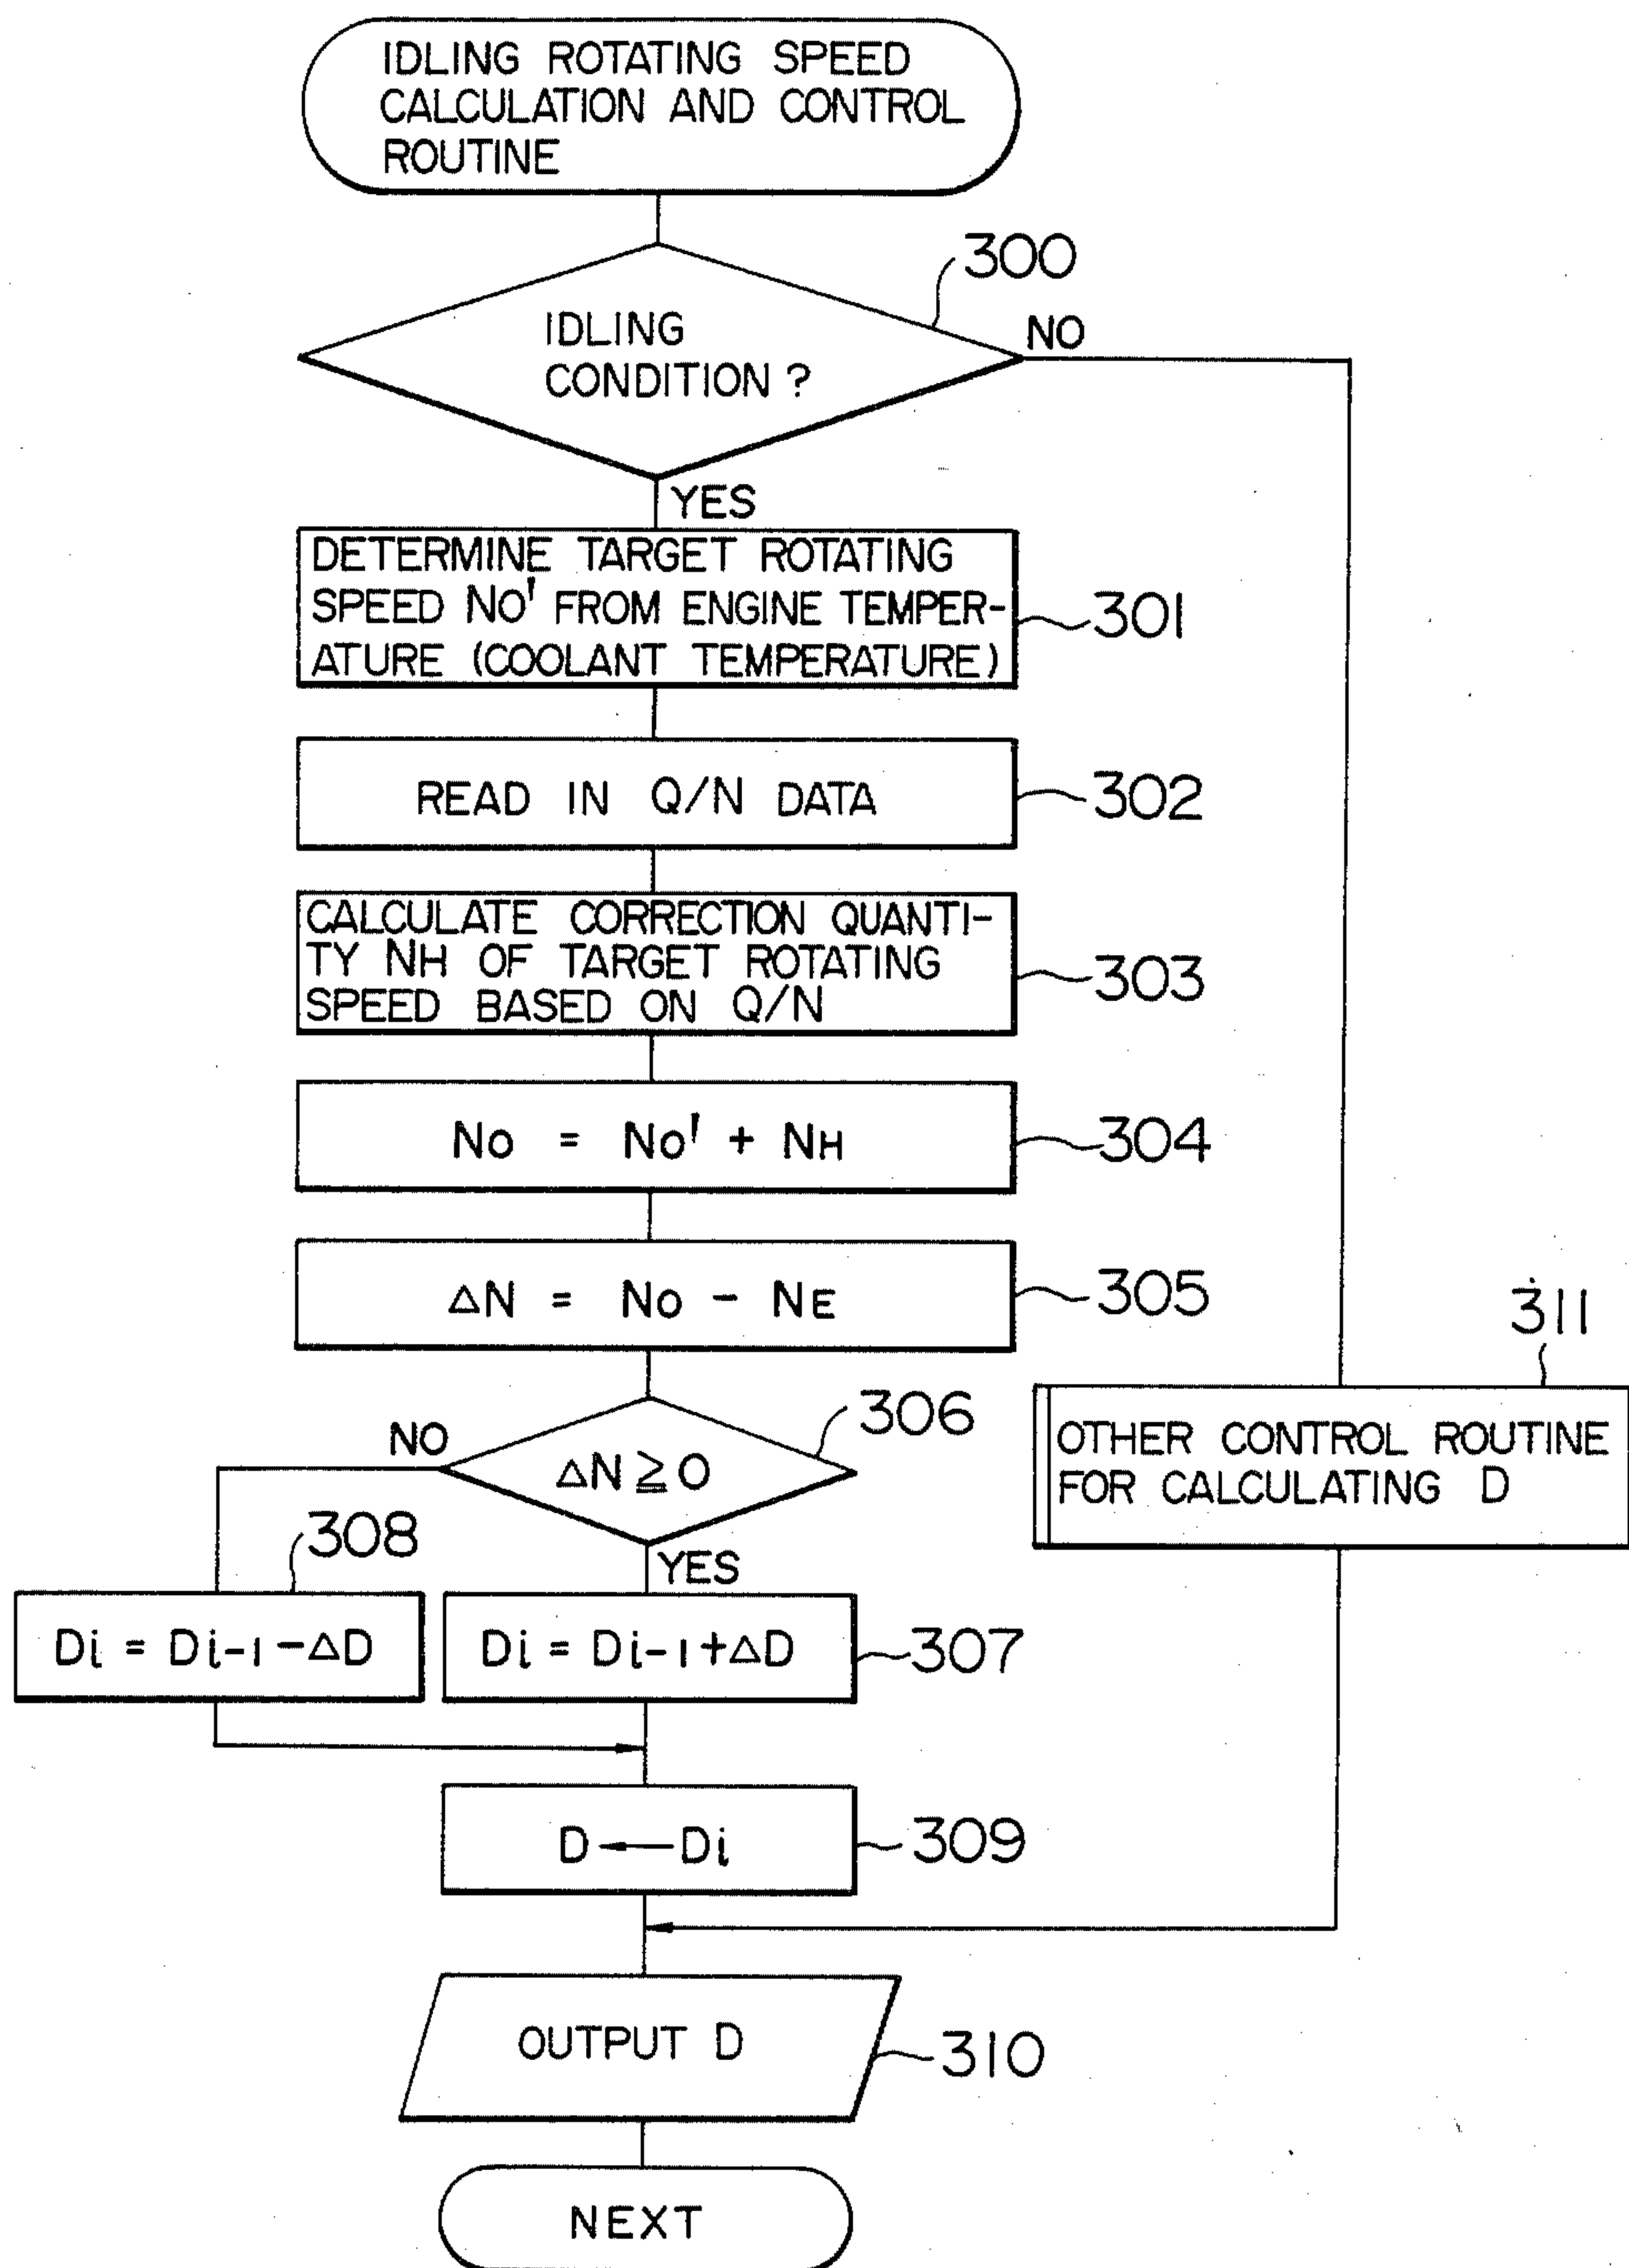 IDLING ROTATING SPEED
CALCULATION AND CONTROL
ROUTINE
300
IDLING
CONDITION?
NO
YES
DETERMINE TARGET ROTATING
SPEED No' FROM ENGINE TEMPER-
ATURE (COOLANT TEMPERATURE)
301
READ IN Q/N DATA
302
CALCULATE CORRECTION QUANTI-
TY NH OF TARGET ROTATING
SPEED BASED ON Q/N
303
No = No' + NH
304
ΔN = No - NE
305
311
306
NO
ΔN ≧ 0
OTHER CONTROL ROUTINE
FOR CALCULATING D
308
YES
Di = Di-1 - ΔD
Di = Di-1 + ΔD
307
D ← Di
309
OUTPUT D
310
NEXT